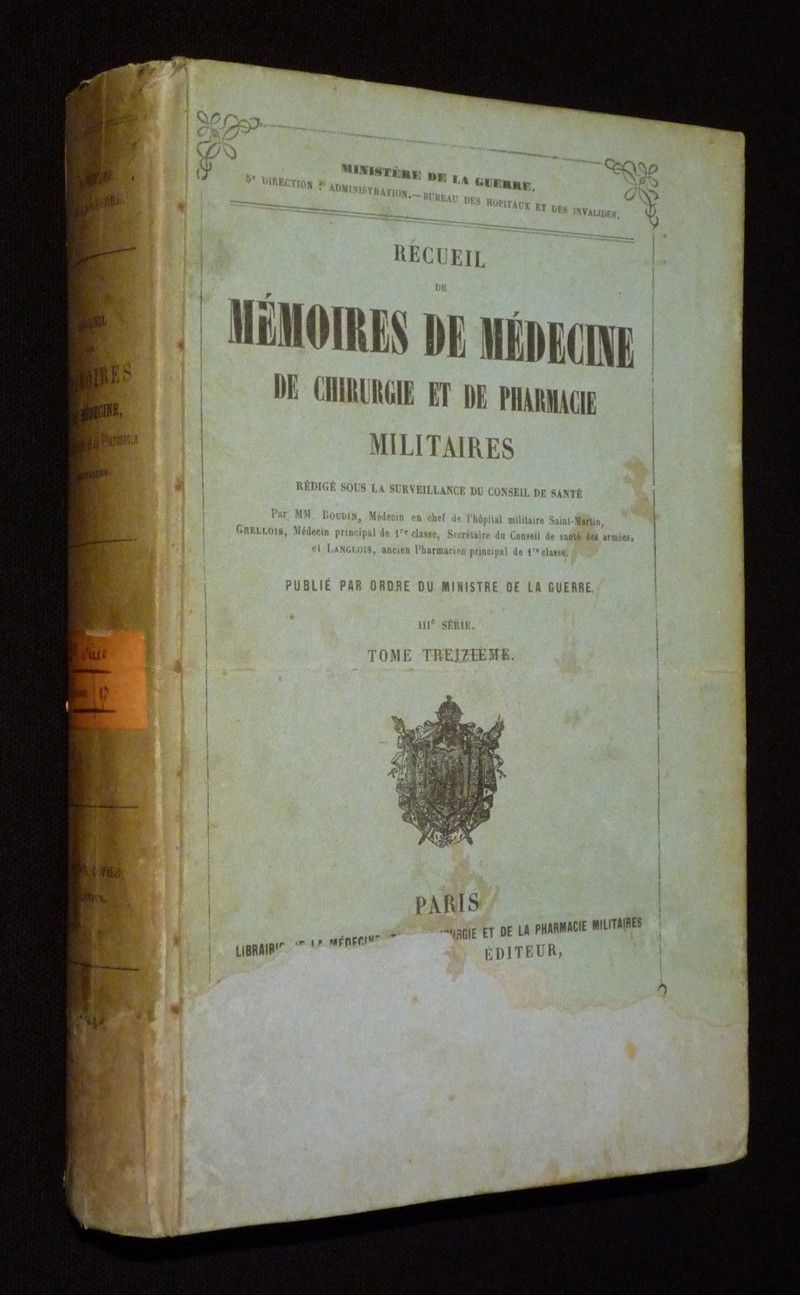 MINISTÈRE DE LA GUERRE,
5e DIRECTION : ADMINISTRATION.—BUREAU DES HOPITAUX ET DES INVALIDES.
RECUEIL
DE
MÉMOIRES DE MÉDECINE
DE CHIRURGIE ET DE PHARMACIE
MILITAIRES
RÉDIGÉ SOUS LA SURVEILLANCE DU CONSEIL DE SANTÉ
Par MM. BOUDIN, Médecin en chef de l'hôpital militaire Saint-Martin,
GRELLOIS, Médecin principal de 1re classe, Secrétaire du Conseil de santé des armées,
et LANGLOIS, ancien Pharmacien principal de 1re classe.
PUBLIÉ PAR ORDRE DU MINISTRE DE LA GUERRE.
IIIe SÉRIE.
TOME TREIZIÈME.
PARIS
LA MÉDECINE ET DE LA PHARMACIE MILITAIRES
ÉDITEUR,
MÉDECINE,